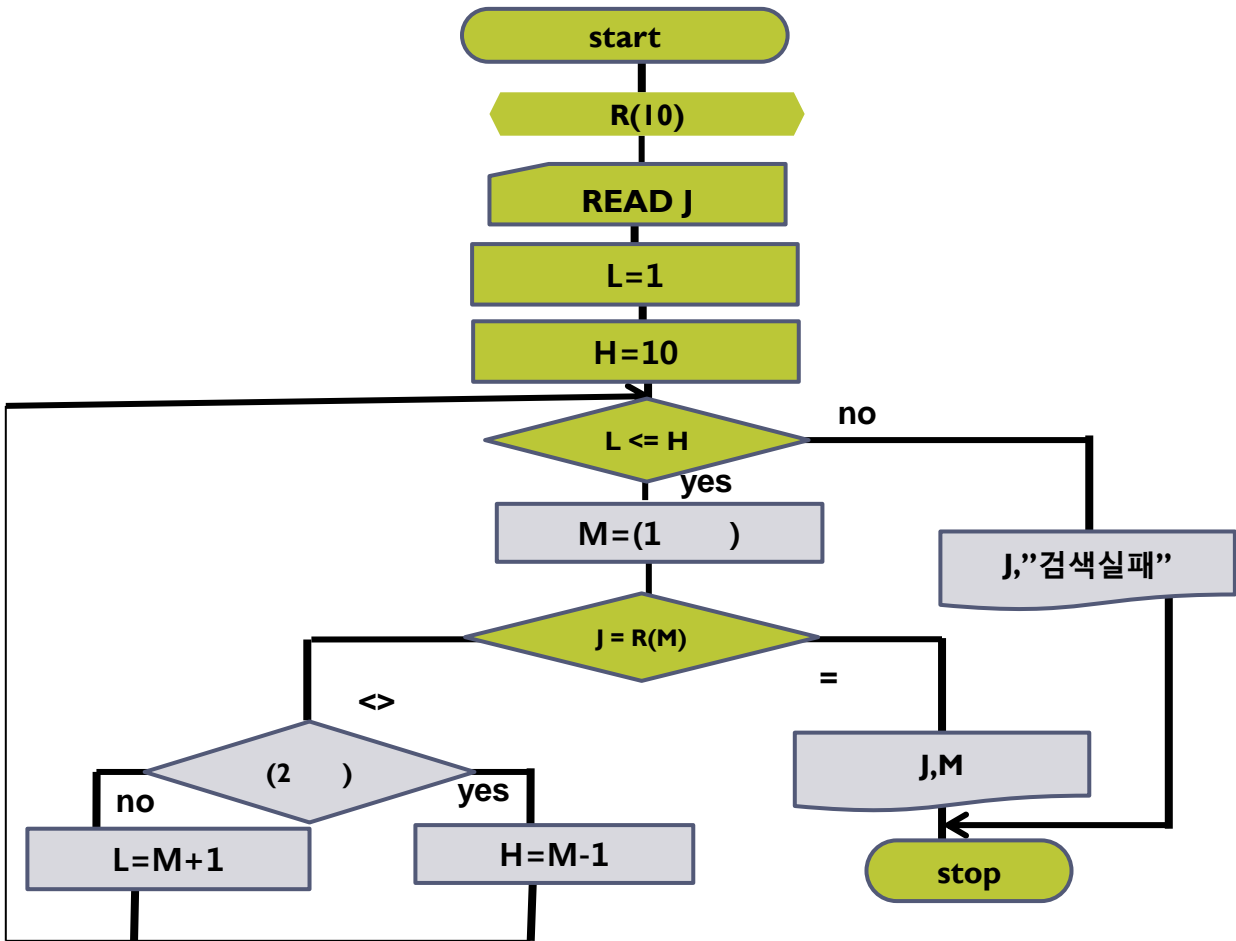 start
R(10)
READ J
L=1
H=10
L <= H
no
yes
M=(1 )
J,”검색실패”
J = R(M)
=
<>
(2 )
no
yes
J,M
L=M+1
H=M-1
stop